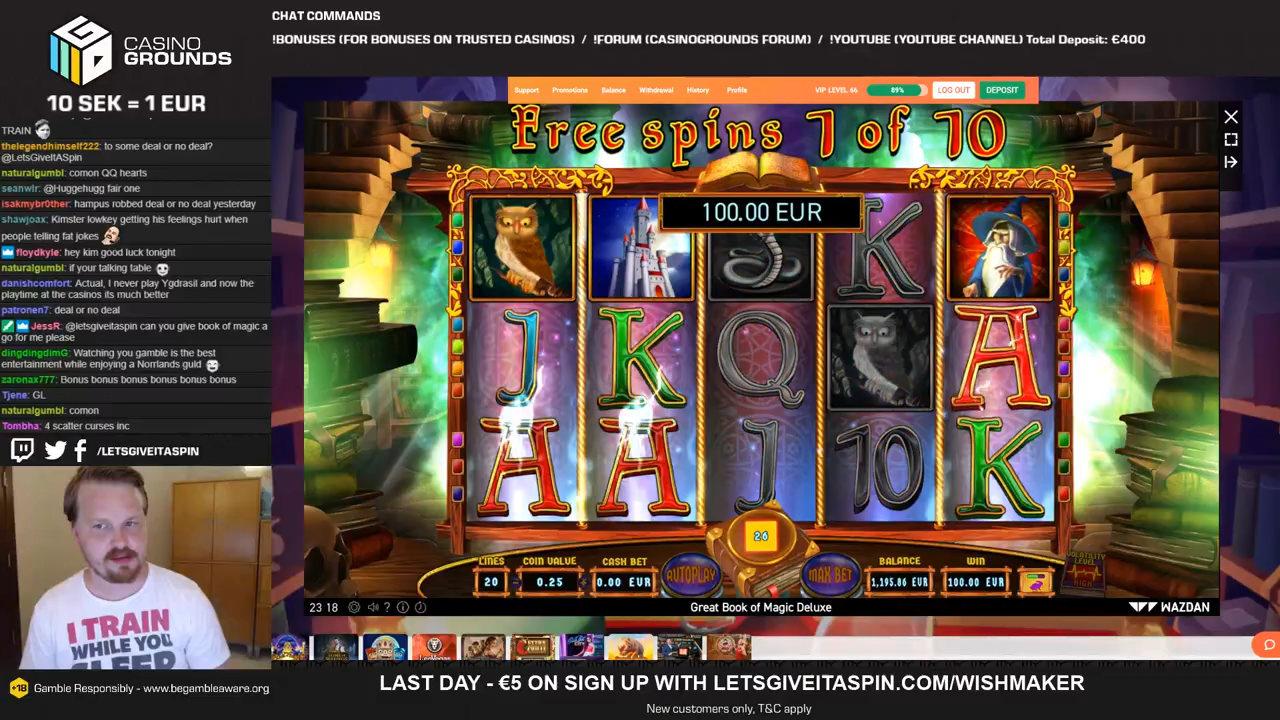 CHAT COMMANDS
!BONUSES (FOR BONUSES ON TRUSTED CASINOS) / !FORUM (CASINOGROUNDS FORUM) / !YOUTUBE (YOUTUBE CHANNEL) Total Deposit: €400
CASINO
GROUNDS
10 SEK = 1 EUR
TRAIN
thelegendhimself222: to some deal or no deal?
@LetsGiveItASpin
naturalgumbl: comon QQ hearts
seanwlr: @Huggehugg fair one
isakmybr0ther: hampus robbed deal or no deal yesterday
shawjoax: Kimster lowkey getting his feelings hurt when
people telling fat jokes
floydkyle: hey kim good luck tonight
naturalgumbl: if your talking table
danishcomfort: Actual, I never play Ygdrasil and now the
playtime at the casinos its much better
patronen7: deal or no deal
JessR: @letsgiveitaspin can you give book of magic a
go for me please
dingdingdimG: Watching you gamble is the best
entertainment while enjoying a Norrlands guld
zaronax777: Bonus bonus bonus bonus bonus bonus
Tjene: GL
naturalgumbl: comon
Tombha: 4 scatter curses inc
/LETSGIVEITASPIN
Support Promotions Balance Withdrawal History Profile VIP LEVEL 66 89% LOG OUT DEPOSIT
Free spins 1 of 10
100.00 EUR
K
J K Q A
A A J 10 K
26
LINES COIN VALUE CASH BET AUTOPLAY MAX BET BALANCE WIN
20 0.25 0.00 EUR 1,195.86 EUR 100.00 EUR
VOLATILITY
LEVEL
23 18 Great Book of Magic Deluxe WAZDAN
I TRAIN
WHILE YOU
SLEEP
+18 Gamble Responsibly - www.begambleaware.org
LAST DAY - €5 ON SIGN UP WITH LETSGIVEITASPIN.COM/WISHMAKER
New customers only, T&C apply